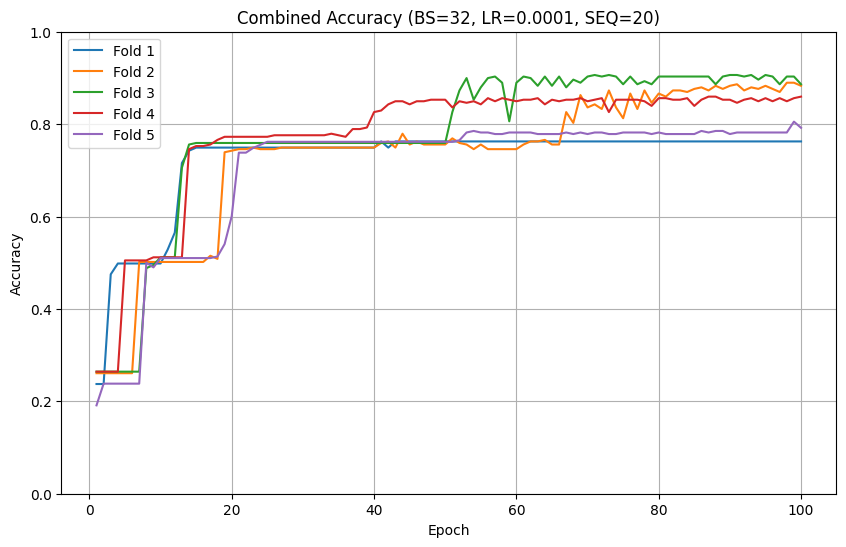 Combined Accuracy (BS=32, LR=0.0001, SEQ=20)
Fold 1
Fold 2
Fold 3
Fold 4
Fold 5
1.0
0.8
0.6
0.4
0.2
0.0
Accuracy
0 20 40 60 80 100
Epoch